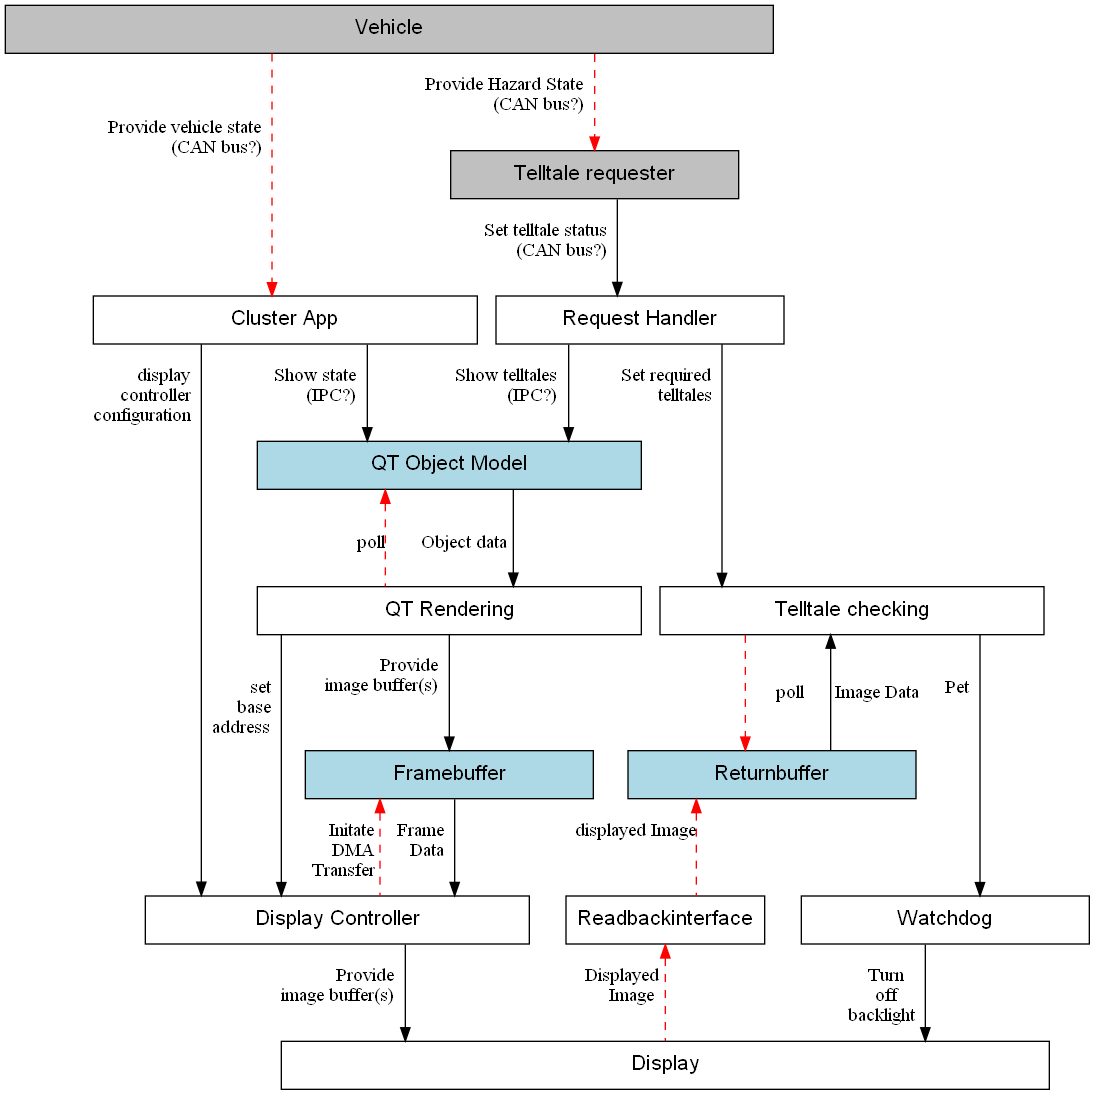 Vehicle
Provide Hazard State
(CAN bus?)
Provide vehicle state
(CAN bus?)
Telltale requester
Set telltale status
(CAN bus?)
Cluster App
Request Handler
display
controller
configuration
Show state
(IPC?)
Show telltales
(IPC?)
Set required
telltales
QT Object Model
poll
Object data
QT Rendering
Telltale checking
set
base
address
Provide
image buffer(s)
poll
Image Data
Pet
Framebuffer
Returnbuffer
Initate
DMA
Transfer
Frame
Data
displayed Image
Display Controller
Readbackinterface
Watchdog
Provide
image buffer(s)
Displayed
Image
Turn
off
backlight
Display